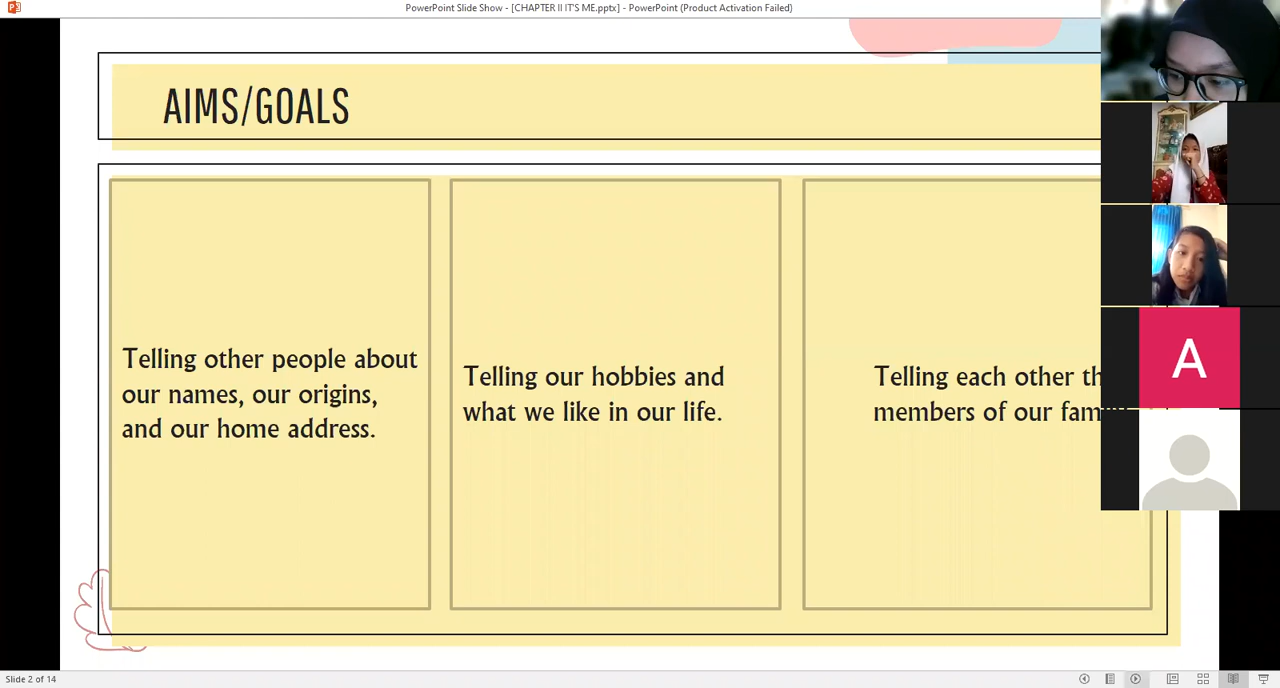 PowerPoint Slide Show - [CHAPTER II IT'S ME.pptx] - PowerPoint (Product Activation Failed)
AIMS/GOALS
Telling other people about
our names, our origins,
and our home address.
Telling our hobbies and
what we like in our life.
Telling each other
members of our
A
Slide 2 of 14